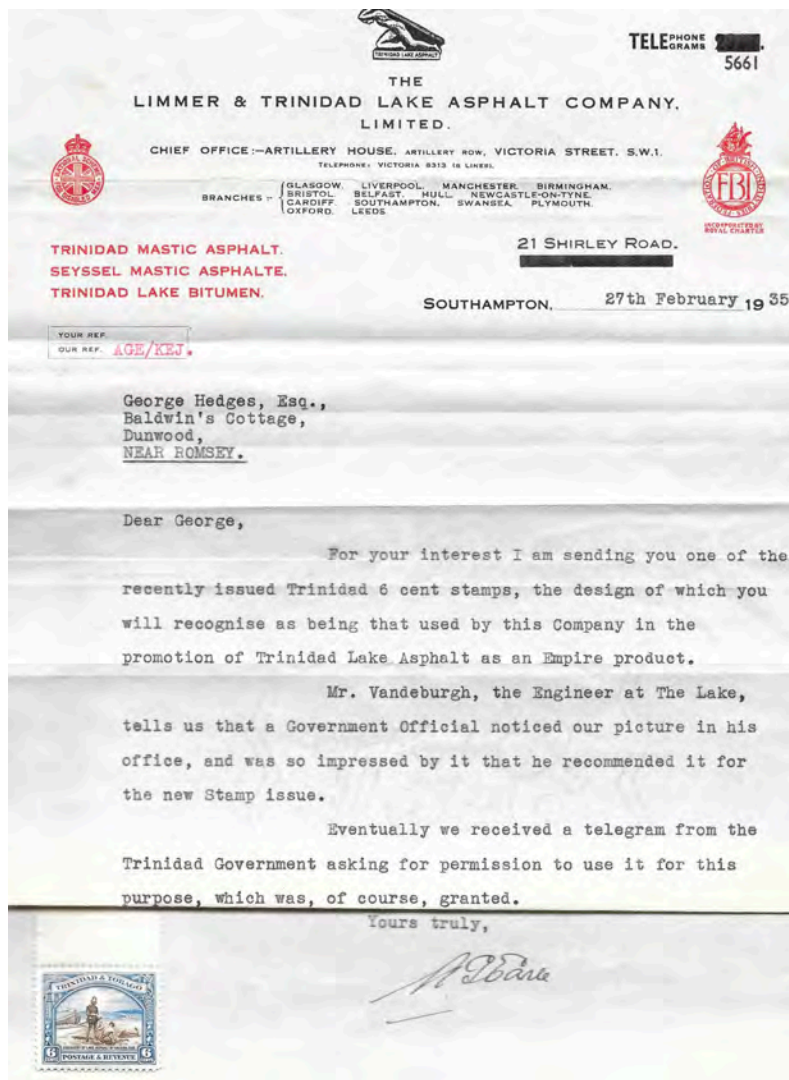 TRINIDAD LAKE ASPHALT
TELEPHONE
GRAMS
5661
THE
LIMMER & TRINIDAD LAKE ASPHALT COMPANY,
LIMITED.
CHIEF OFFICE:—ARTILLERY HOUSE, ARTILLERY ROW, VICTORIA STREET, S.W.1.
TELEPHONE: VICTORIA 6313 (6 LINES).
BRANCHES :-
GLASGOW, LIVERPOOL, MANCHESTER, BIRMINGHAM,
BRISTOL, BELFAST, HULL, NEWCASTLE-ON-TYNE,
CARDIFF, SOUTHAMPTON, SWANSEA, PLYMOUTH,
OXFORD, LEEDS.
FBI
INCORPORATED BY
ROYAL CHARTER
TRINIDAD MASTIC ASPHALT.
SEYSSEL MASTIC ASPHALTE.
TRINIDAD LAKE BITUMEN.
21 SHIRLEY ROAD.
SOUTHAMPTON, 27th February 1935
YOUR REF.
OUR REF. AGE/KEJ.
George Hedges, Esq.,
Baldwin's Cottage,
Dunwood,
NEAR ROMSEY.
Dear George,
For your interest I am sending you one of the
recently issued Trinidad 6 cent stamps, the design of which you
will recognise as being that used by this Company in the
promotion of Trinidad Lake Asphalt as an Empire product.
Mr. Vandeburgh, the Engineer at The Lake,
tells us that a Government Official noticed our picture in his
office, and was so impressed by it that he recommended it for
the new Stamp issue.
Eventually we received a telegram from the
Trinidad Government asking for permission to use it for this
purpose, which was, of course, granted.
Yours truly,
TRINIDAD & TOBAGO
6 POSTAGE & REVENUE 6